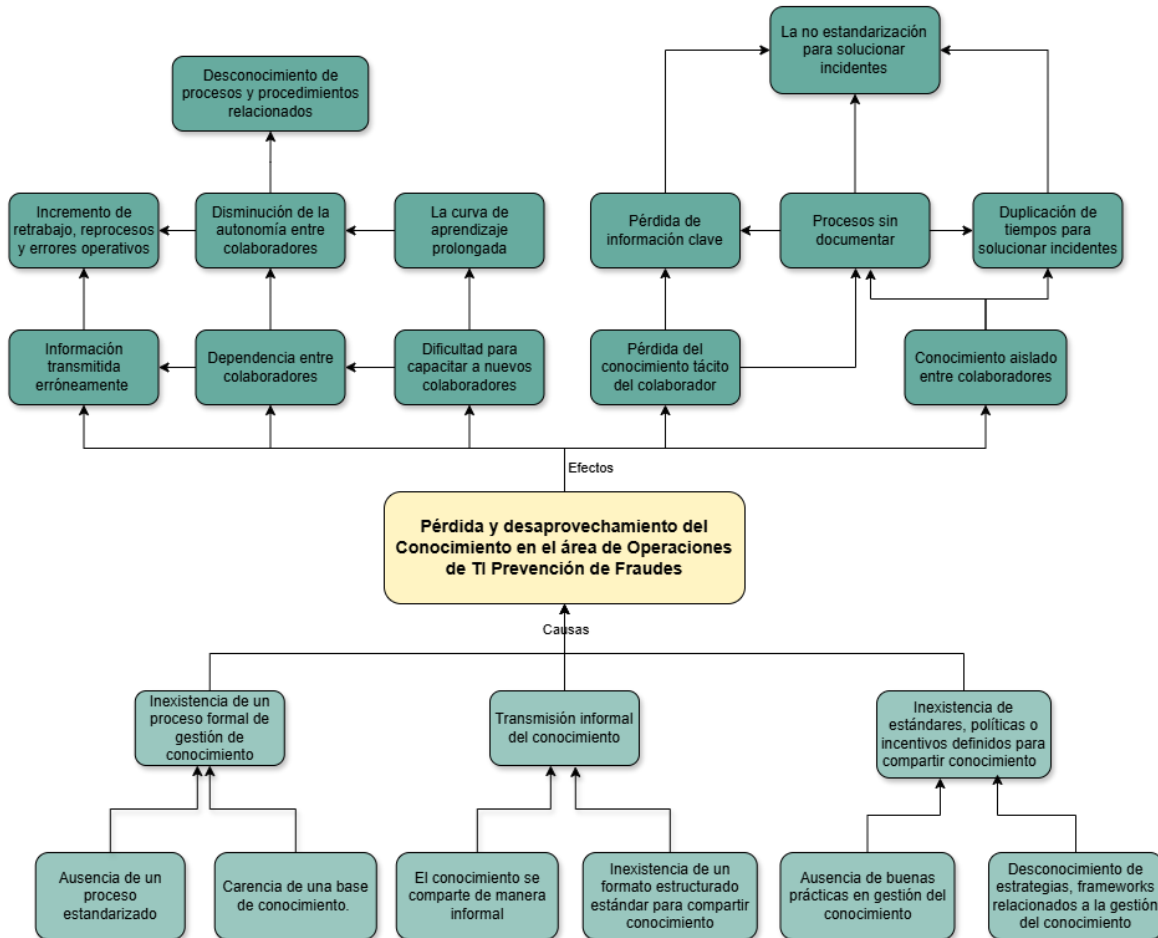 La no estandarización
para solucionar
incidentes
Desconocimiento de
procesos y procedimientos
relacionados
Incremento de
retrabajo, reprocesos
y errores operativos
Disminución de la
autonomía entre
colaboradores
La curva de
aprendizaje
prolongada
Pérdida de
información clave
Procesos sin
documentar
Duplicación de
tiempos para
solucionar incidentes
Información
transmitida
erróneamente
Dependencia entre
colaboradores
Dificultad para
capacitar a nuevos
colaboradores
Pérdida del
conocimiento tácito
del colaborador
Conocimiento aislado
entre colaboradores
Efectos
Pérdida y desaprovechamiento del
Conocimiento en el área de Operaciones
de TI Prevención de Fraudes
Causas
Inexistencia de un
proceso formal de
gestión de
conocimiento
Transmisión informal
del conocimiento
Inexistencia de
estándares, políticas o
incentivos definidos para
compartir conocimiento
Ausencia de un
proceso
estandarizado
Carencia de una base
de conocimiento.
El conocimiento se
comparte de manera
informal
Inexistencia de un
formato estructurado
estándar para compartir
conocimiento
Ausencia de buenas
prácticas en gestión del
conocimiento
Desconocimiento de
estrategias, frameworks
relacionados a la gestión
del conocimiento